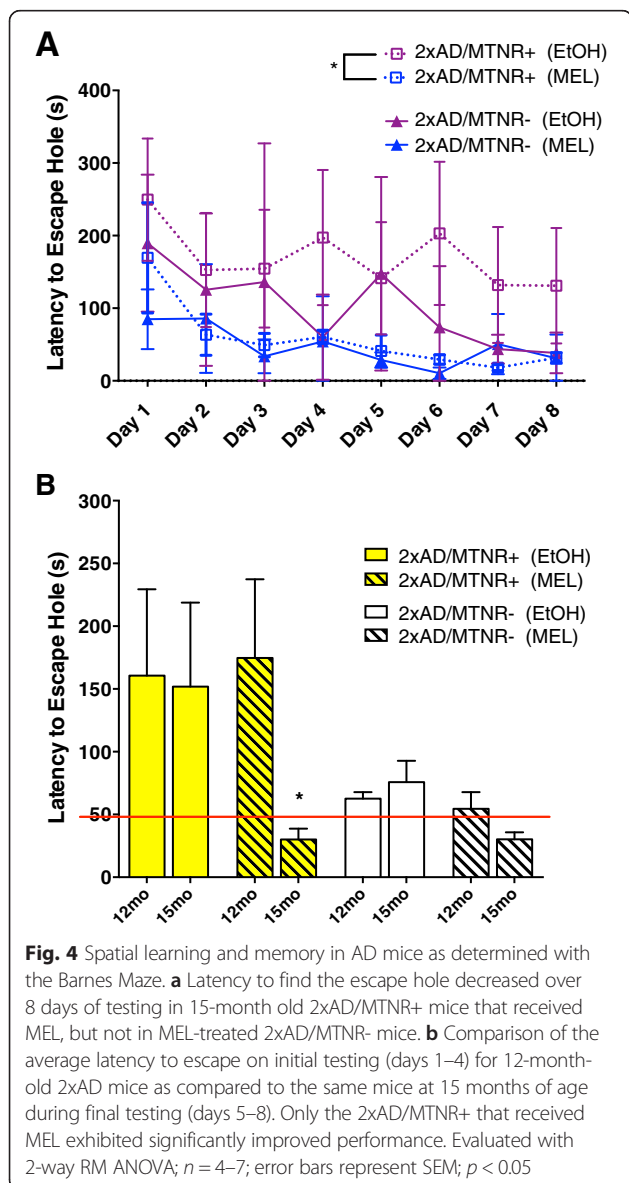 A
*
2xAD/MTNR+ (EtOH)
2xAD/MTNR+ (MEL)
2xAD/MTNR- (EtOH)
2xAD/MTNR- (MEL)
Latency to Escape Hole (s)
400
300
200
100
0
Day 1
Day 2
Day 3
Day 4
Day 5
Day 6
Day 7
Day 8
B
2xAD/MTNR+ (EtOH)
2xAD/MTNR+ (MEL)
2xAD/MTNR- (EtOH)
2xAD/MTNR- (MEL)
Latency to Escape Hole (s)
300
250
200
150
100
50
0
*
12mo
15mo
12mo
15mo
12mo
15mo
12mo
15mo
Fig. 4 Spatial learning and memory in AD mice as determined with
the Barnes Maze. a Latency to find the escape hole decreased over
8 days of testing in 15-month old 2xAD/MTNR+ mice that received
MEL, but not in MEL-treated 2xAD/MTNR- mice. b Comparison of the
average latency to escape on initial testing (days 1–4) for 12-month-
old 2xAD mice as compared to the same mice at 15 months of age
during final testing (days 5–8). Only the 2xAD/MTNR+ that received
MEL exhibited significantly improved performance. Evaluated with
2-way RM ANOVA; n = 4–7; error bars represent SEM; p < 0.05